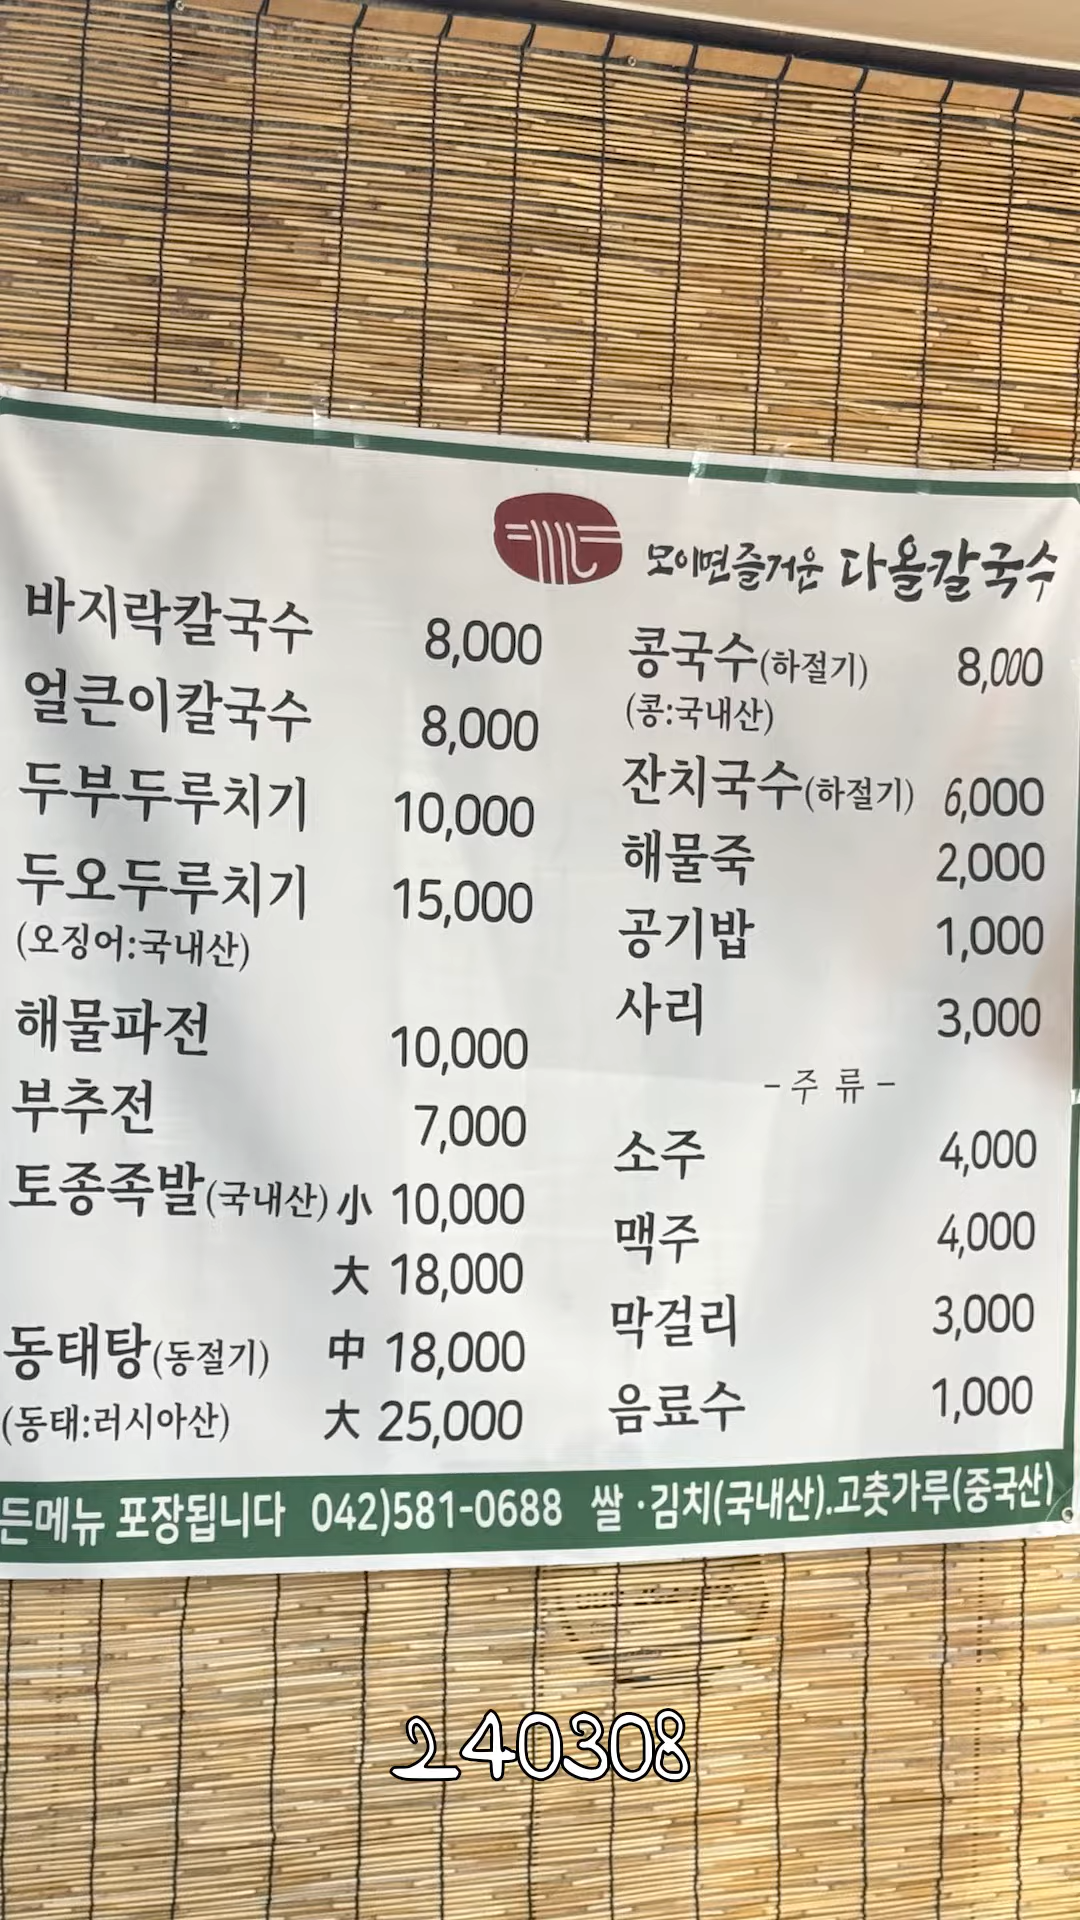 모이면즐거운 다올칼국수
바지락칼국수 8,000
얼큰이칼국수 8,000
두부두루치기 10,000
두오두루치기 15,000
(오징어:국내산)
해물파전 10,000
부추전 7,000
토종족발(국내산) 小 10,000
大 18,000
동태탕(동절기) 中 18,000
(동태:러시아산) 大 25,000
콩국수(하절기) 8,000
(콩:국내산)
잔치국수(하절기) 6,000
해물죽 2,000
공기밥 1,000
사리 3,000
-주 류-
소주 4,000
맥주 4,000
막걸리 3,000
음료수 1,000
든메뉴 포장됩니다 042)581-0688 쌀·김치(국내산).고춧가루(중국산)
240308